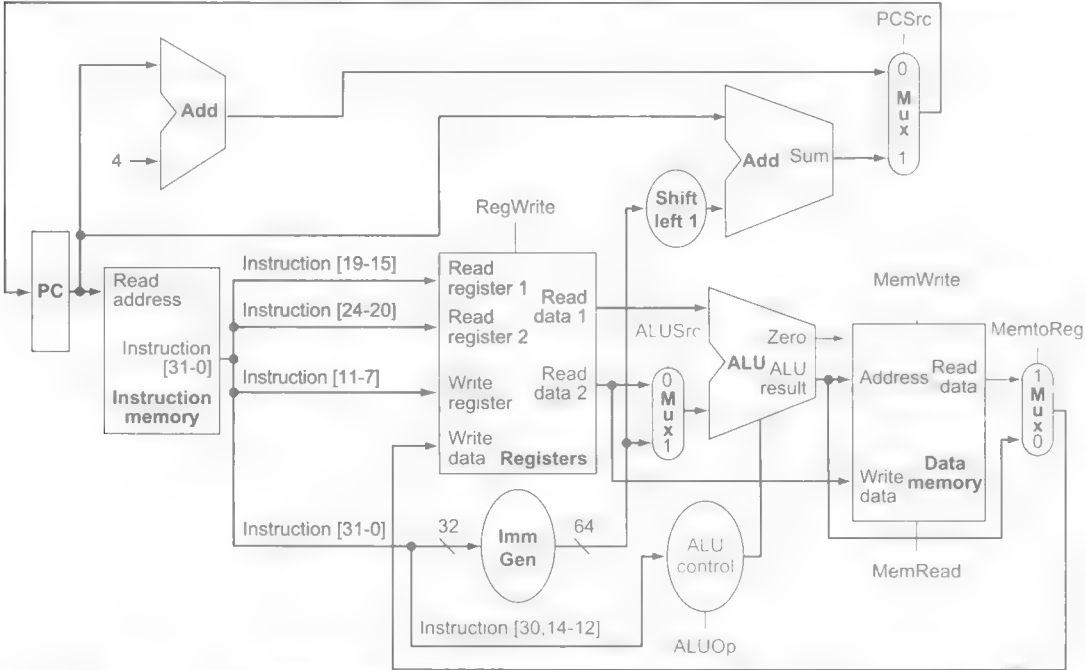 PCSrc
0
Mux
1
Add
4
Add
Sum
Shift
left 1
RegWrite
PC
Read
address
Instruction
[31-0]
Instruction
memory
Instruction [19-15]
Instruction [24-20]
Instruction [11-7]
Read
register 1
Read
register 2
Write
register
Write
data
Read
data 1
Read
data 2
Registers
ALUSrc
0
Mux
1
Zero
ALU
ALU
result
MemWrite
Address
Read
data
Write
data
Data
memory
MemRead
MemtoReg
1
Mux
0
Instruction [31-0]
32
Imm
Gen
64
ALU
control
Instruction [30,14-12]
ALUOp